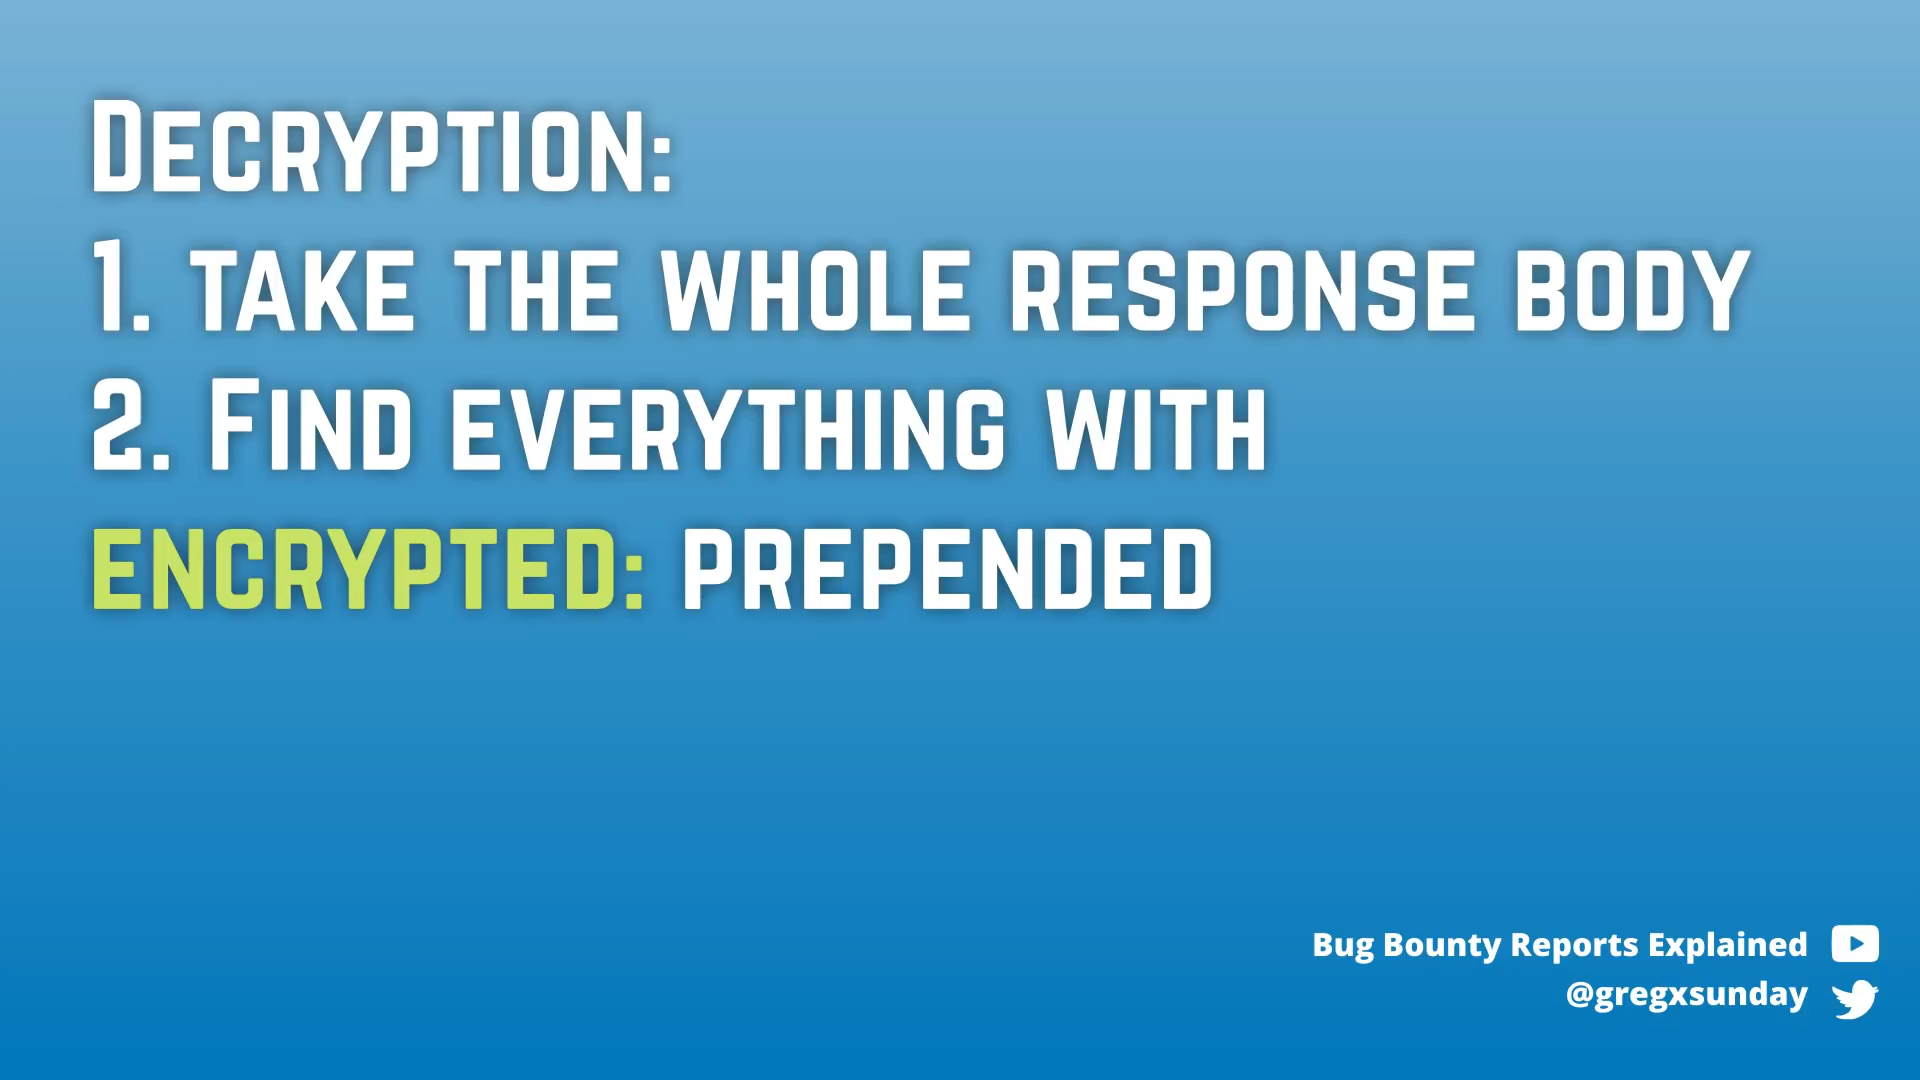 Decryption:
1. take the whole response body
2. Find everything with
encrypted: prepended
Bug Bounty Reports Explained
@gregxsunday